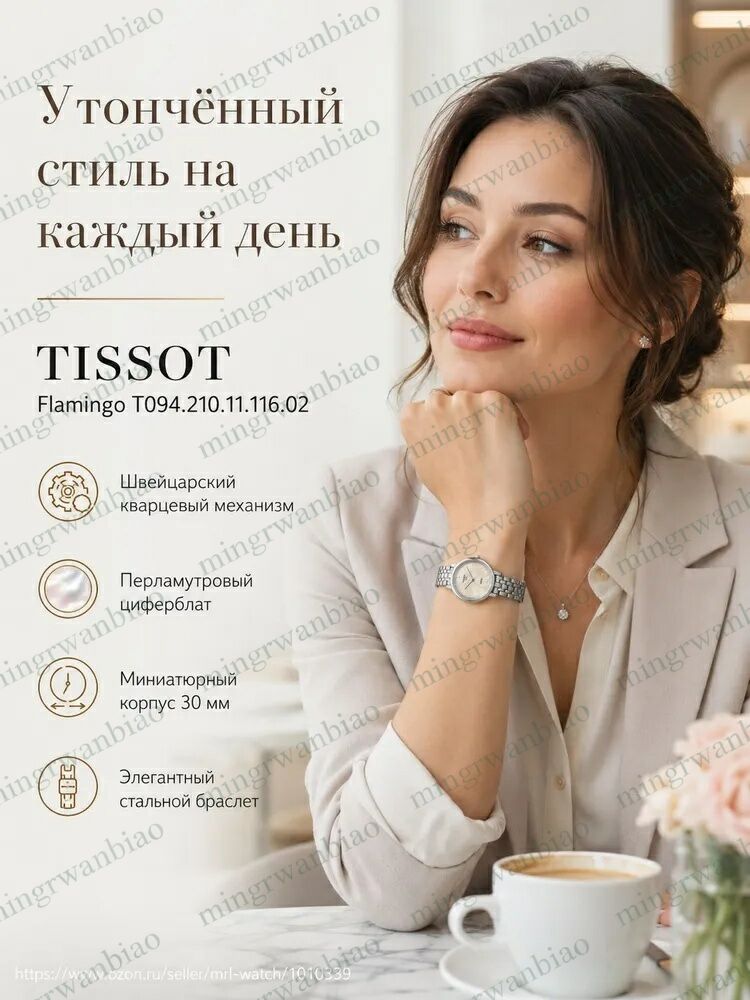 Утончённый
стиль на
каждый день
TISSOT
Flamingo T094.210.11.116.02
Швейцарский
кварцевый механизм
Перламутровый
циферблат
Миниатюрный
корпус 30 мм
Элегантный
стальной браслет
https://www.ozon.ru/seller/mrl-watch/1010339
mingrwanbiao